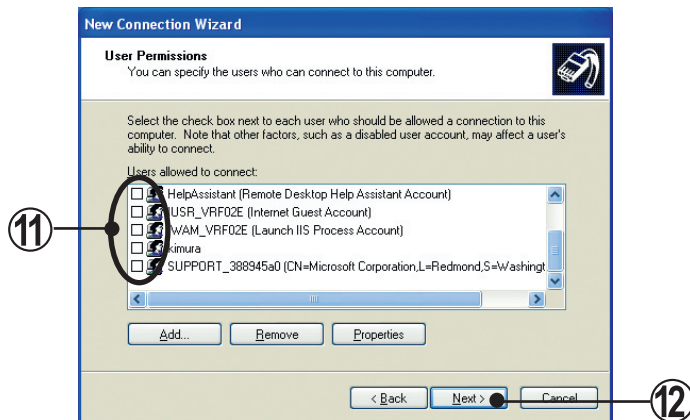 New Connection Wizard
User Permissions
You can specify the users who can connect to this computer.
Select the check box next to each user who should be allowed a connection to this
computer. Note that other factors, such as a disabled user account, may affect a user's
ability to connect.
Users allowed to connect:
HelpAssistant (Remote Desktop Help Assistant Account)
IUSR_VRF02E (Internet Guest Account)
IWAM_VRF02E (Launch IIS Process Account)
kimura
SUPPORT_388945a0 (CN=Microsoft Corporation,L=Redmond,S=Washingt
⑪
Add... Remove Properties
< Back Next > Cancel
⑫